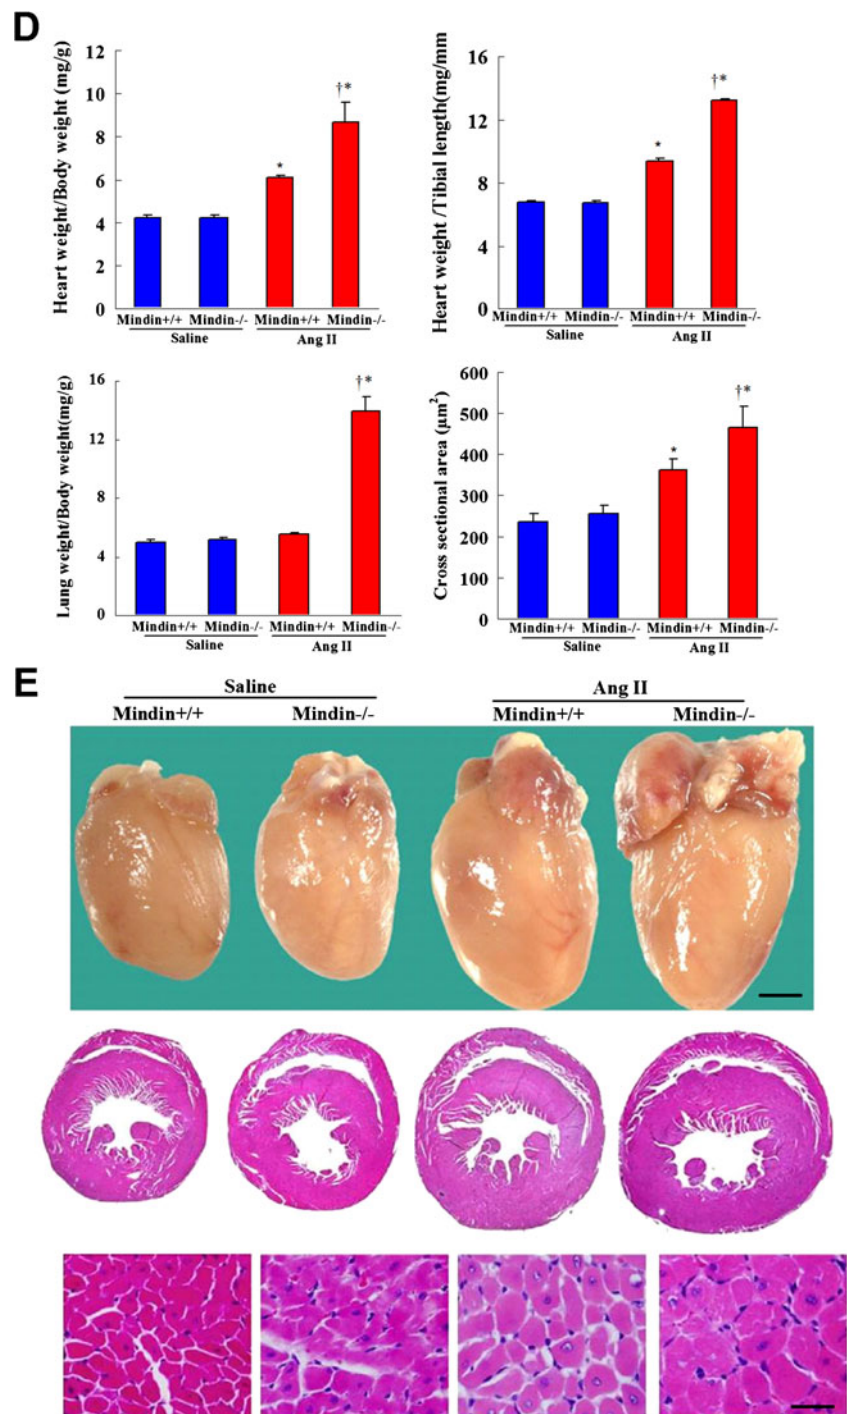 D
Heart weight/Body weight (mg/g)
12
10
8
6
4
2
0
*
†*
Mindin+/+ Mindin-/- Mindin+/+ Mindin-/-
Saline Ang II
Heart weight /Tibial length(mg/mm
16
12
8
4
0
*
†*
Mindin+/+ Mindin-/- Mindin+/+ Mindin-/-
Saline Ang II
Lung weight/Body weight(mg/g)
16
12
8
4
0
†*
Mindin+/+ Mindin-/- Mindin+/+ Mindin-/-
Saline Ang II
Cross sectional area (µm²)
600
500
400
300
200
100
0
*
†*
Mindin+/+ Mindin-/- Mindin+/+ Mindin-/-
Saline Ang II
E
Saline Ang II
Mindin+/+ Mindin-/- Mindin+/+ Mindin-/-